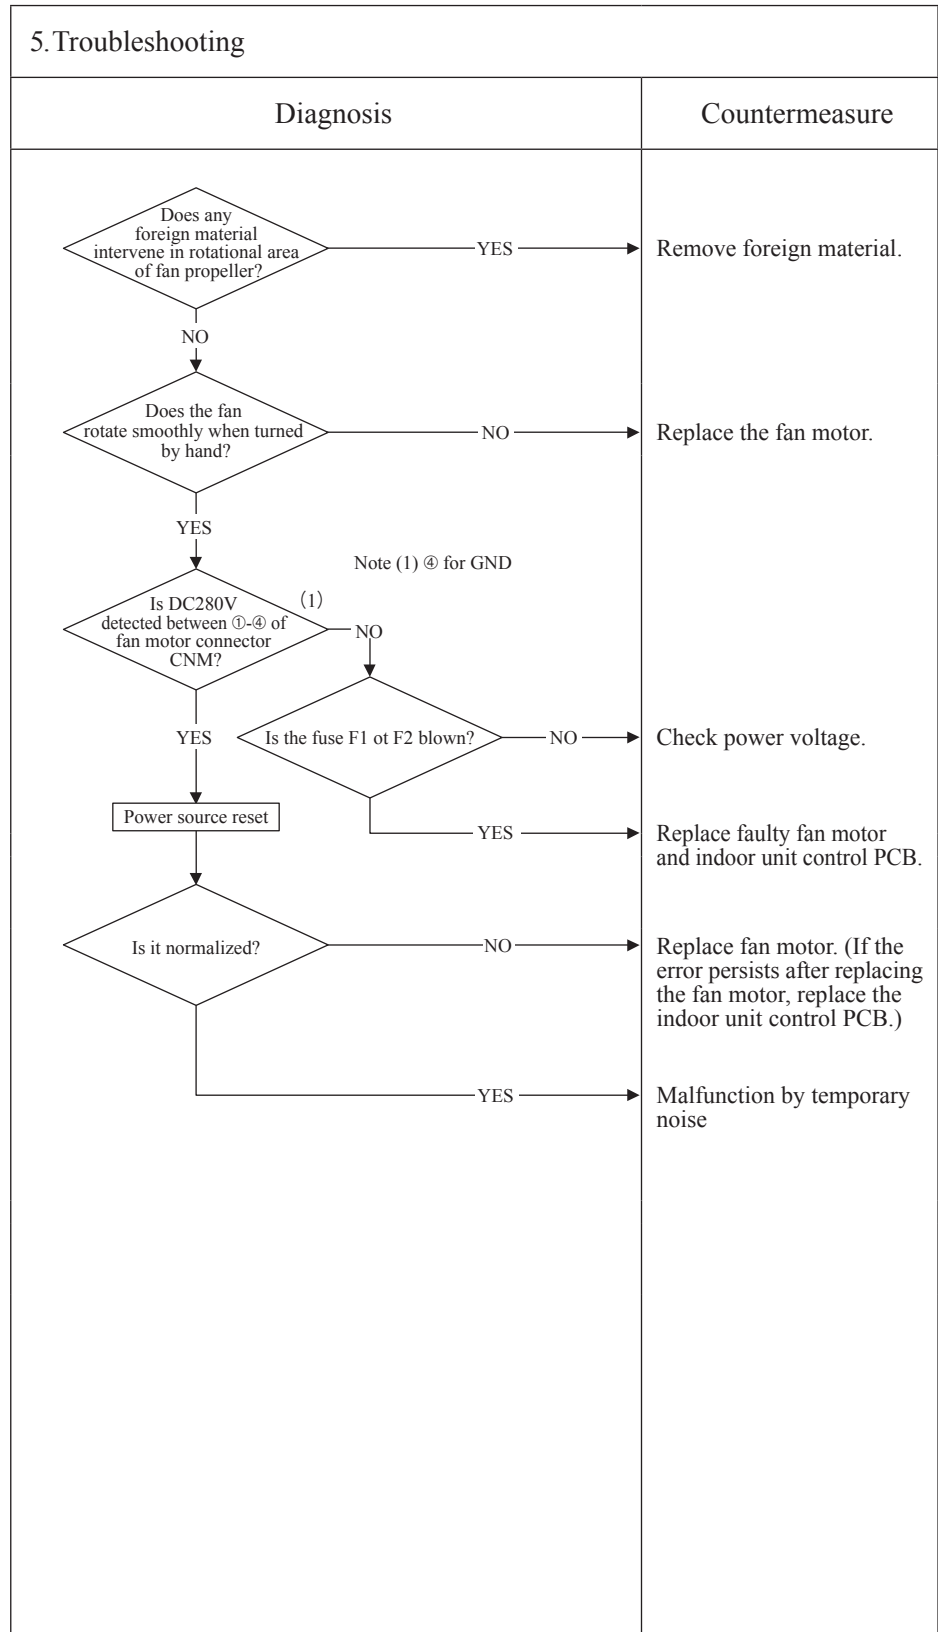 5.Troubleshooting
Diagnosis
Countermeasure
Does any
foreign material
intervene in rotational area
of fan propeller?
YES
Remove foreign material.
NO
Does the fan
rotate smoothly when turned
by hand?
NO
Replace the fan motor.
YES
Note (1) ④ for GND
Is DC280V
detected between ①-④ of
fan motor connector
CNM?
(1)
NO
YES
Is the fuse F1 ot F2 blown?
NO
Check power voltage.
Power source reset
YES
Replace faulty fan motor
and indoor unit control PCB.
Is it normalized?
NO
Replace fan motor. (If the
error persists after replacing
the fan motor, replace the
indoor unit control PCB.)
YES
Malfunction by temporary
noise